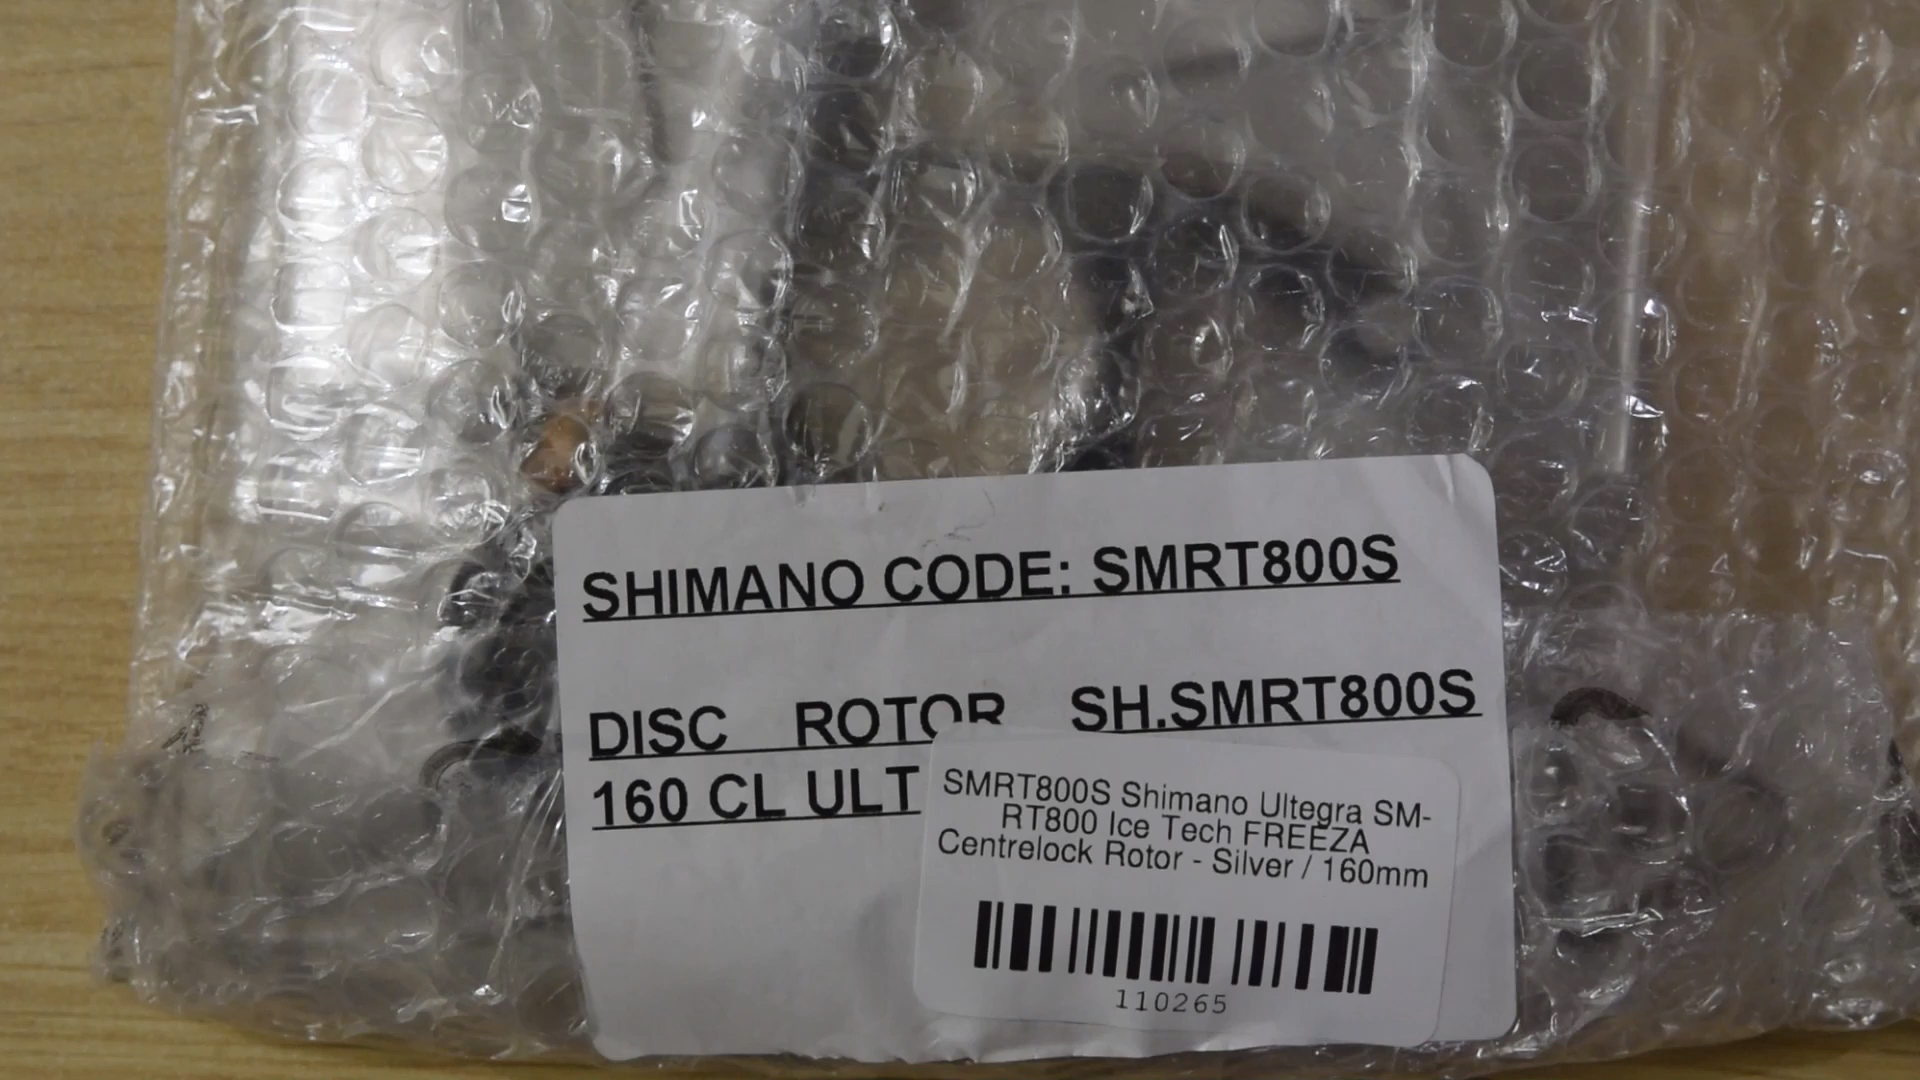 SHIMANO CODE: SMRT800S
DISC ROTOR SH.SMRT800S
160 CL ULT
SMRT800S Shimano Ultegra SM-
RT800 Ice Tech FREEZA
Centrelock Rotor - Silver / 160mm
110265